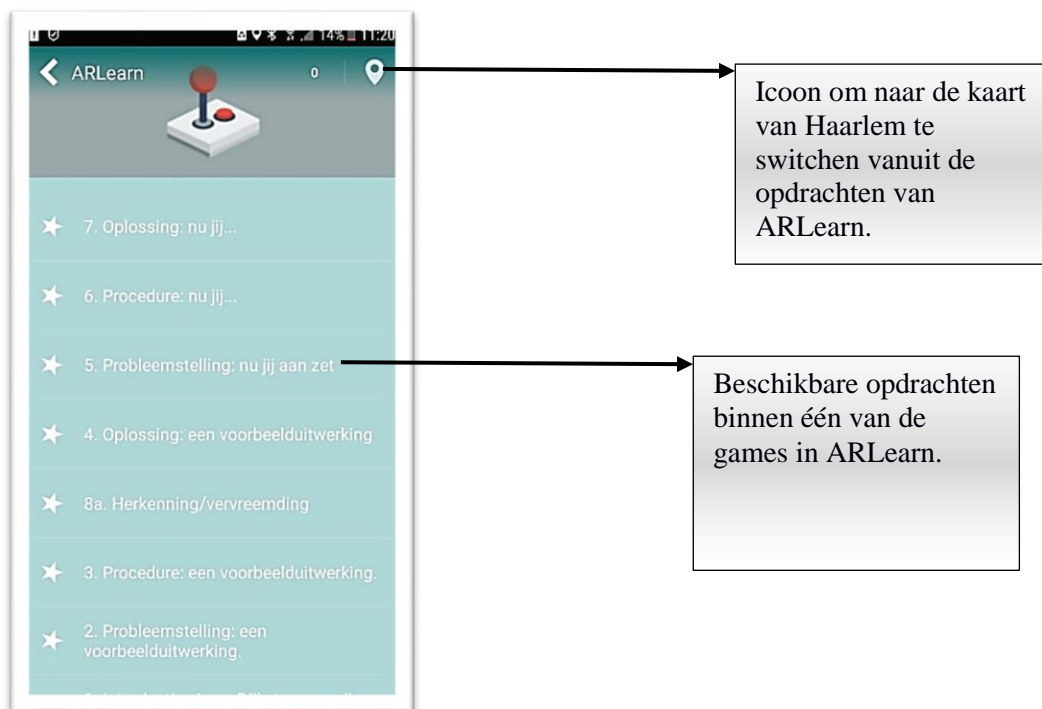 14% 11:20
ARLearn
0
7. Oplossing: nu jij...
6. Procedure: nu jij...
5. Probleemstelling: nu jij aan zet
4. Oplossing: een voorbeelduitwerking
8a. Herkenning/vervreemding
3. Procedure: een voorbeelduitwerking.
2. Probleemstelling: een
voorbeelduitwerking.
Icoon om naar de kaart
van Haarlem te
switchen vanuit de
opdrachten van
ARLearn.
Beschikbare opdrachten
binnen één van de
games in ARLearn.